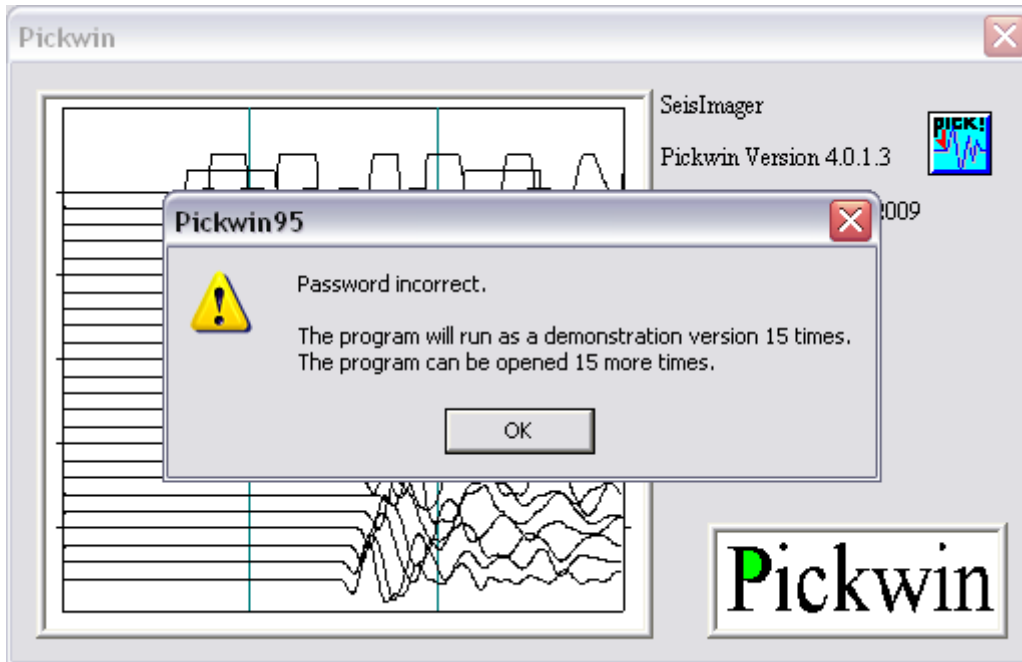 Pickwin
SeisImager
PICK!
Pickwin Version 4.0.1.3
2009
Pickwin95
Password incorrect.
The program will run as a demonstration version 15 times.
The program can be opened 15 more times.
OK
Pickwin